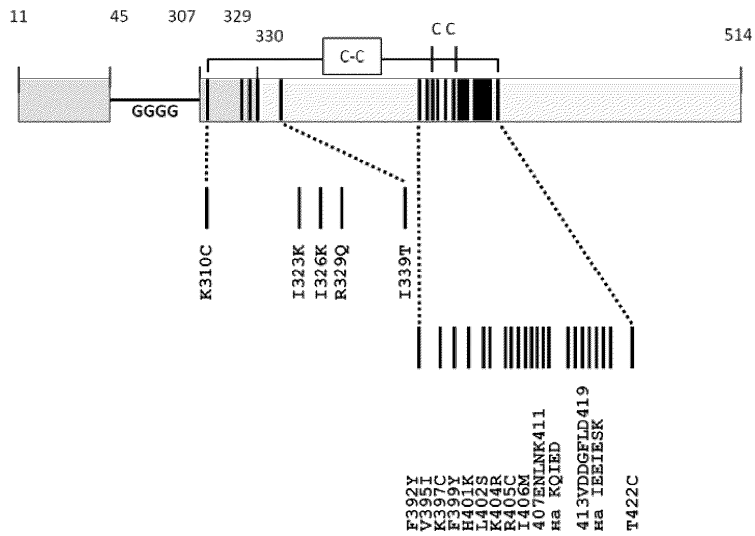 11
45
307
329
330
514
C C
C-C
GGGG
K310C
I323K
I326K
R329Q
I339T
F392Y
V395I
K397C
F399Y
H401K
L402S
K404R
R405C
I406M
407ENLNK411
на KQIED
413VDDGFLD419
на IEEIESK
T422C